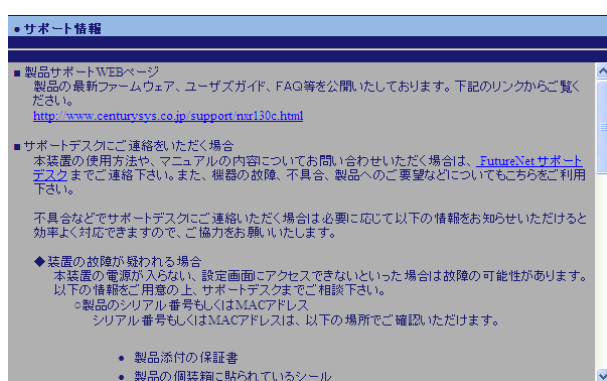 ●サポート情報
■ 製品サポートWEBページ
製品の最新ファームウェア、ユーザズガイド、FAQ等を公開いたしております。下記のリンクからご覧く
ださい。
http://www.centurysys.co.jp/support/nxr130c.html
■ サポートデスクにご連絡をいただく場合
本装置の使用方法や、マニュアルの内容についてお問い合わせいただく場合は、 FutureNet サポート
デスク までご連絡下さい。また、機器の故障、不具合、製品へのご要望などについてもこちらをご利用
下さい。
不具合などでサポートデスクにご連絡いただく場合は必要に応じて以下の情報をお知らせいただけると
効率よく対応できますので、ご協力をお願いいたします。
◆装置の故障が疑われる場合
本装置の電源が入らない、設定画面にアクセスできないといった場合は故障の可能性があります。
以下の情報をご用意の上、サポートデスクまでご相談下さい。
○製品のシリアル番号もしくはMACアドレス
シリアル番号もしくはMACアドレスは、以下の場所でご確認いただけます。
● 製品添付の保証書
● 製品の個装箱に貼られているシール